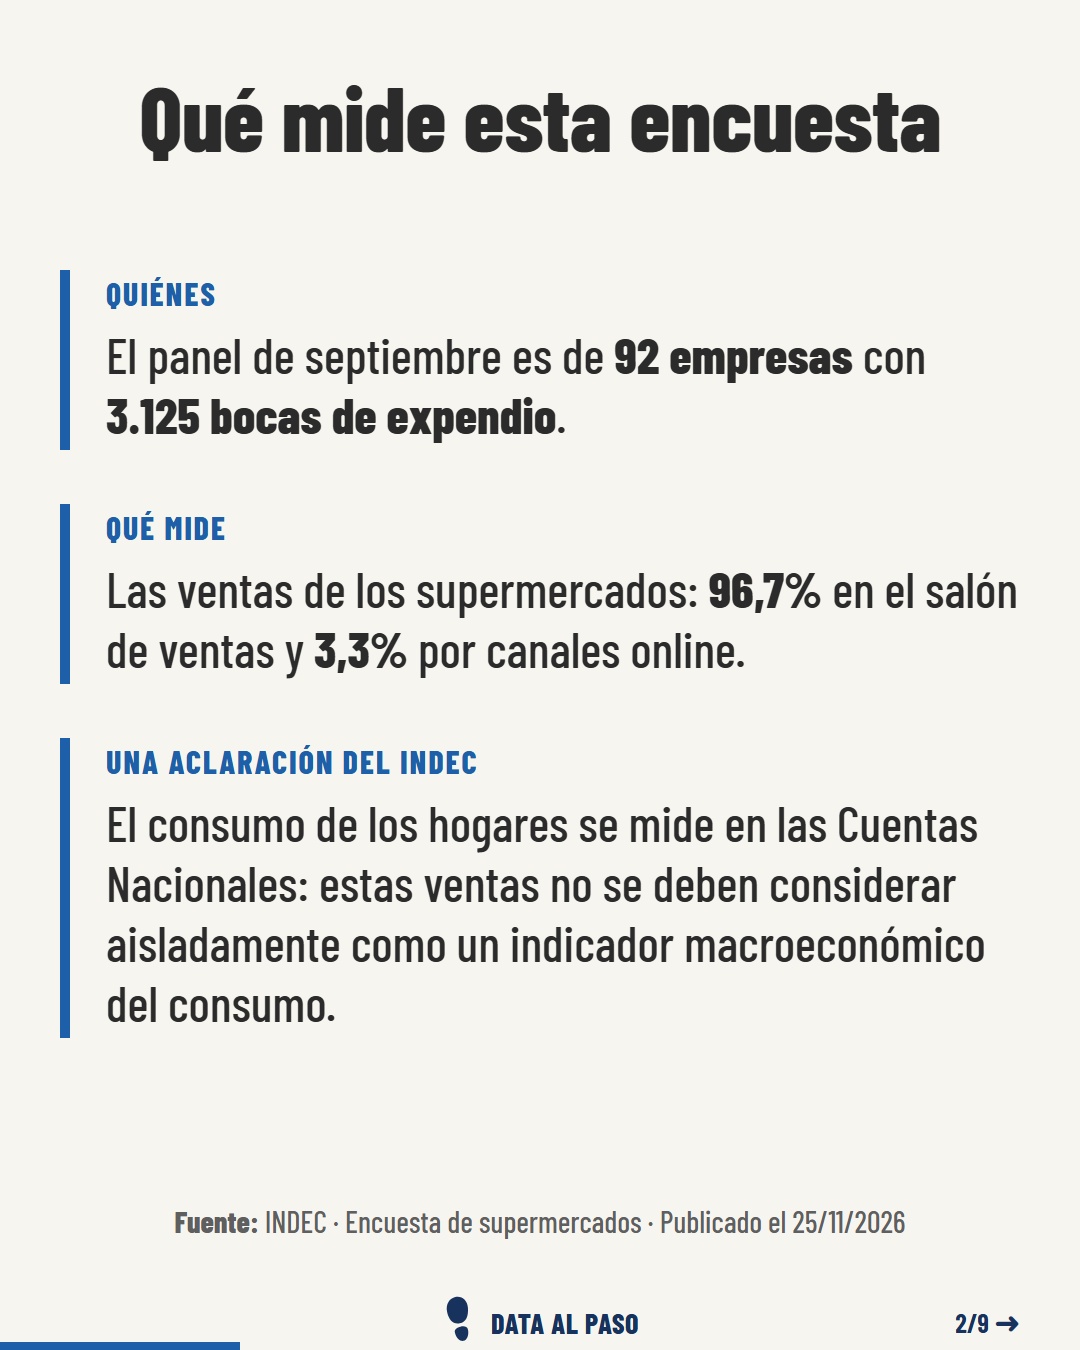 Qué mide esta encuesta
QUIÉNES
El panel de septiembre es de 92 empresas con
3.125 bocas de expendio.
QUÉ MIDE
Las ventas de los supermercados: 96,7% en el salón
de ventas y 3,3% por canales online.
UNA ACLARACIÓN DEL INDEC
El consumo de los hogares se mide en las Cuentas
Nacionales: estas ventas no se deben considerar
aisladamente como un indicador macroeconómico
del consumo.
Fuente: INDEC · Encuesta de supermercados · Publicado el 25/11/2026
DATA AL PASO
2/9 →